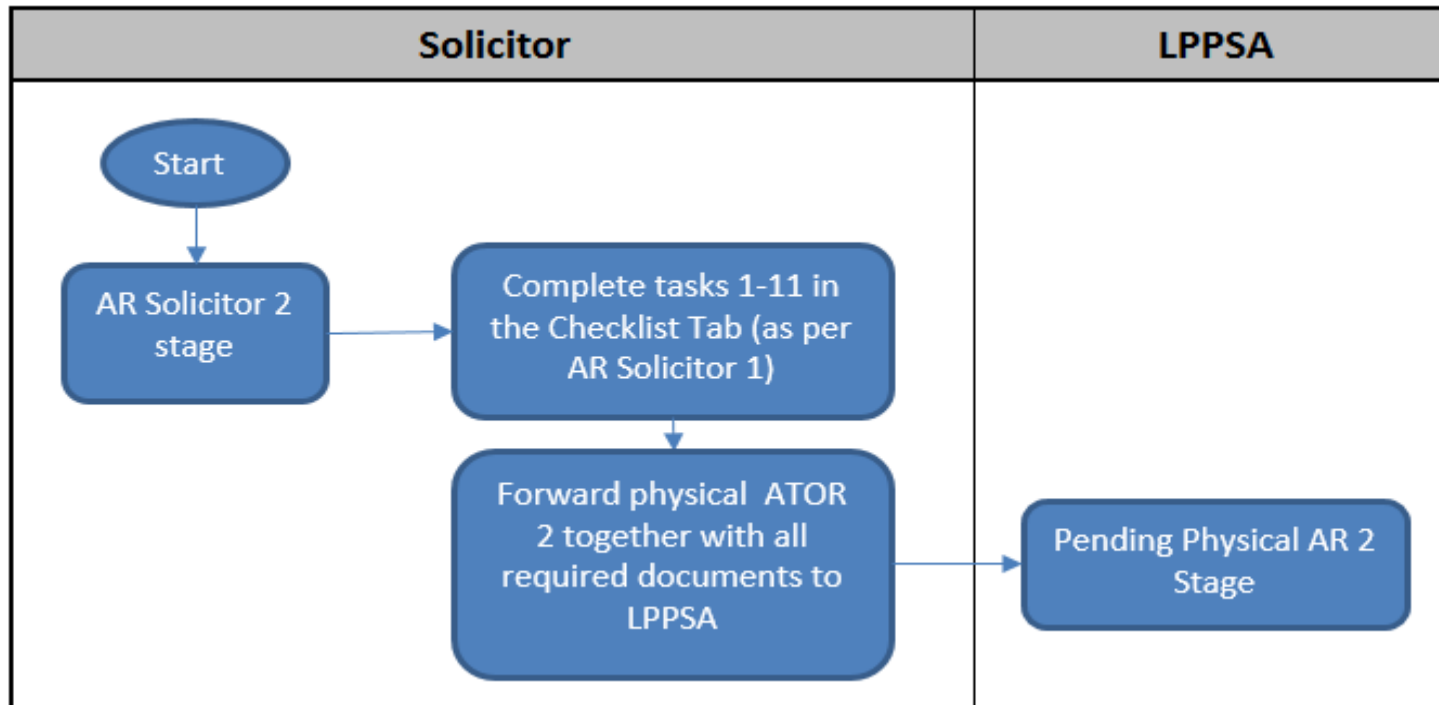 Solicitor
LPPSA
Start
AR Solicitor 2
stage
Complete tasks 1-11 in
the Checklist Tab (as per
AR Solicitor 1)
Forward physical  ATOR
2 together with all
required documents to
LPPSA
Pending Physical AR 2
Stage